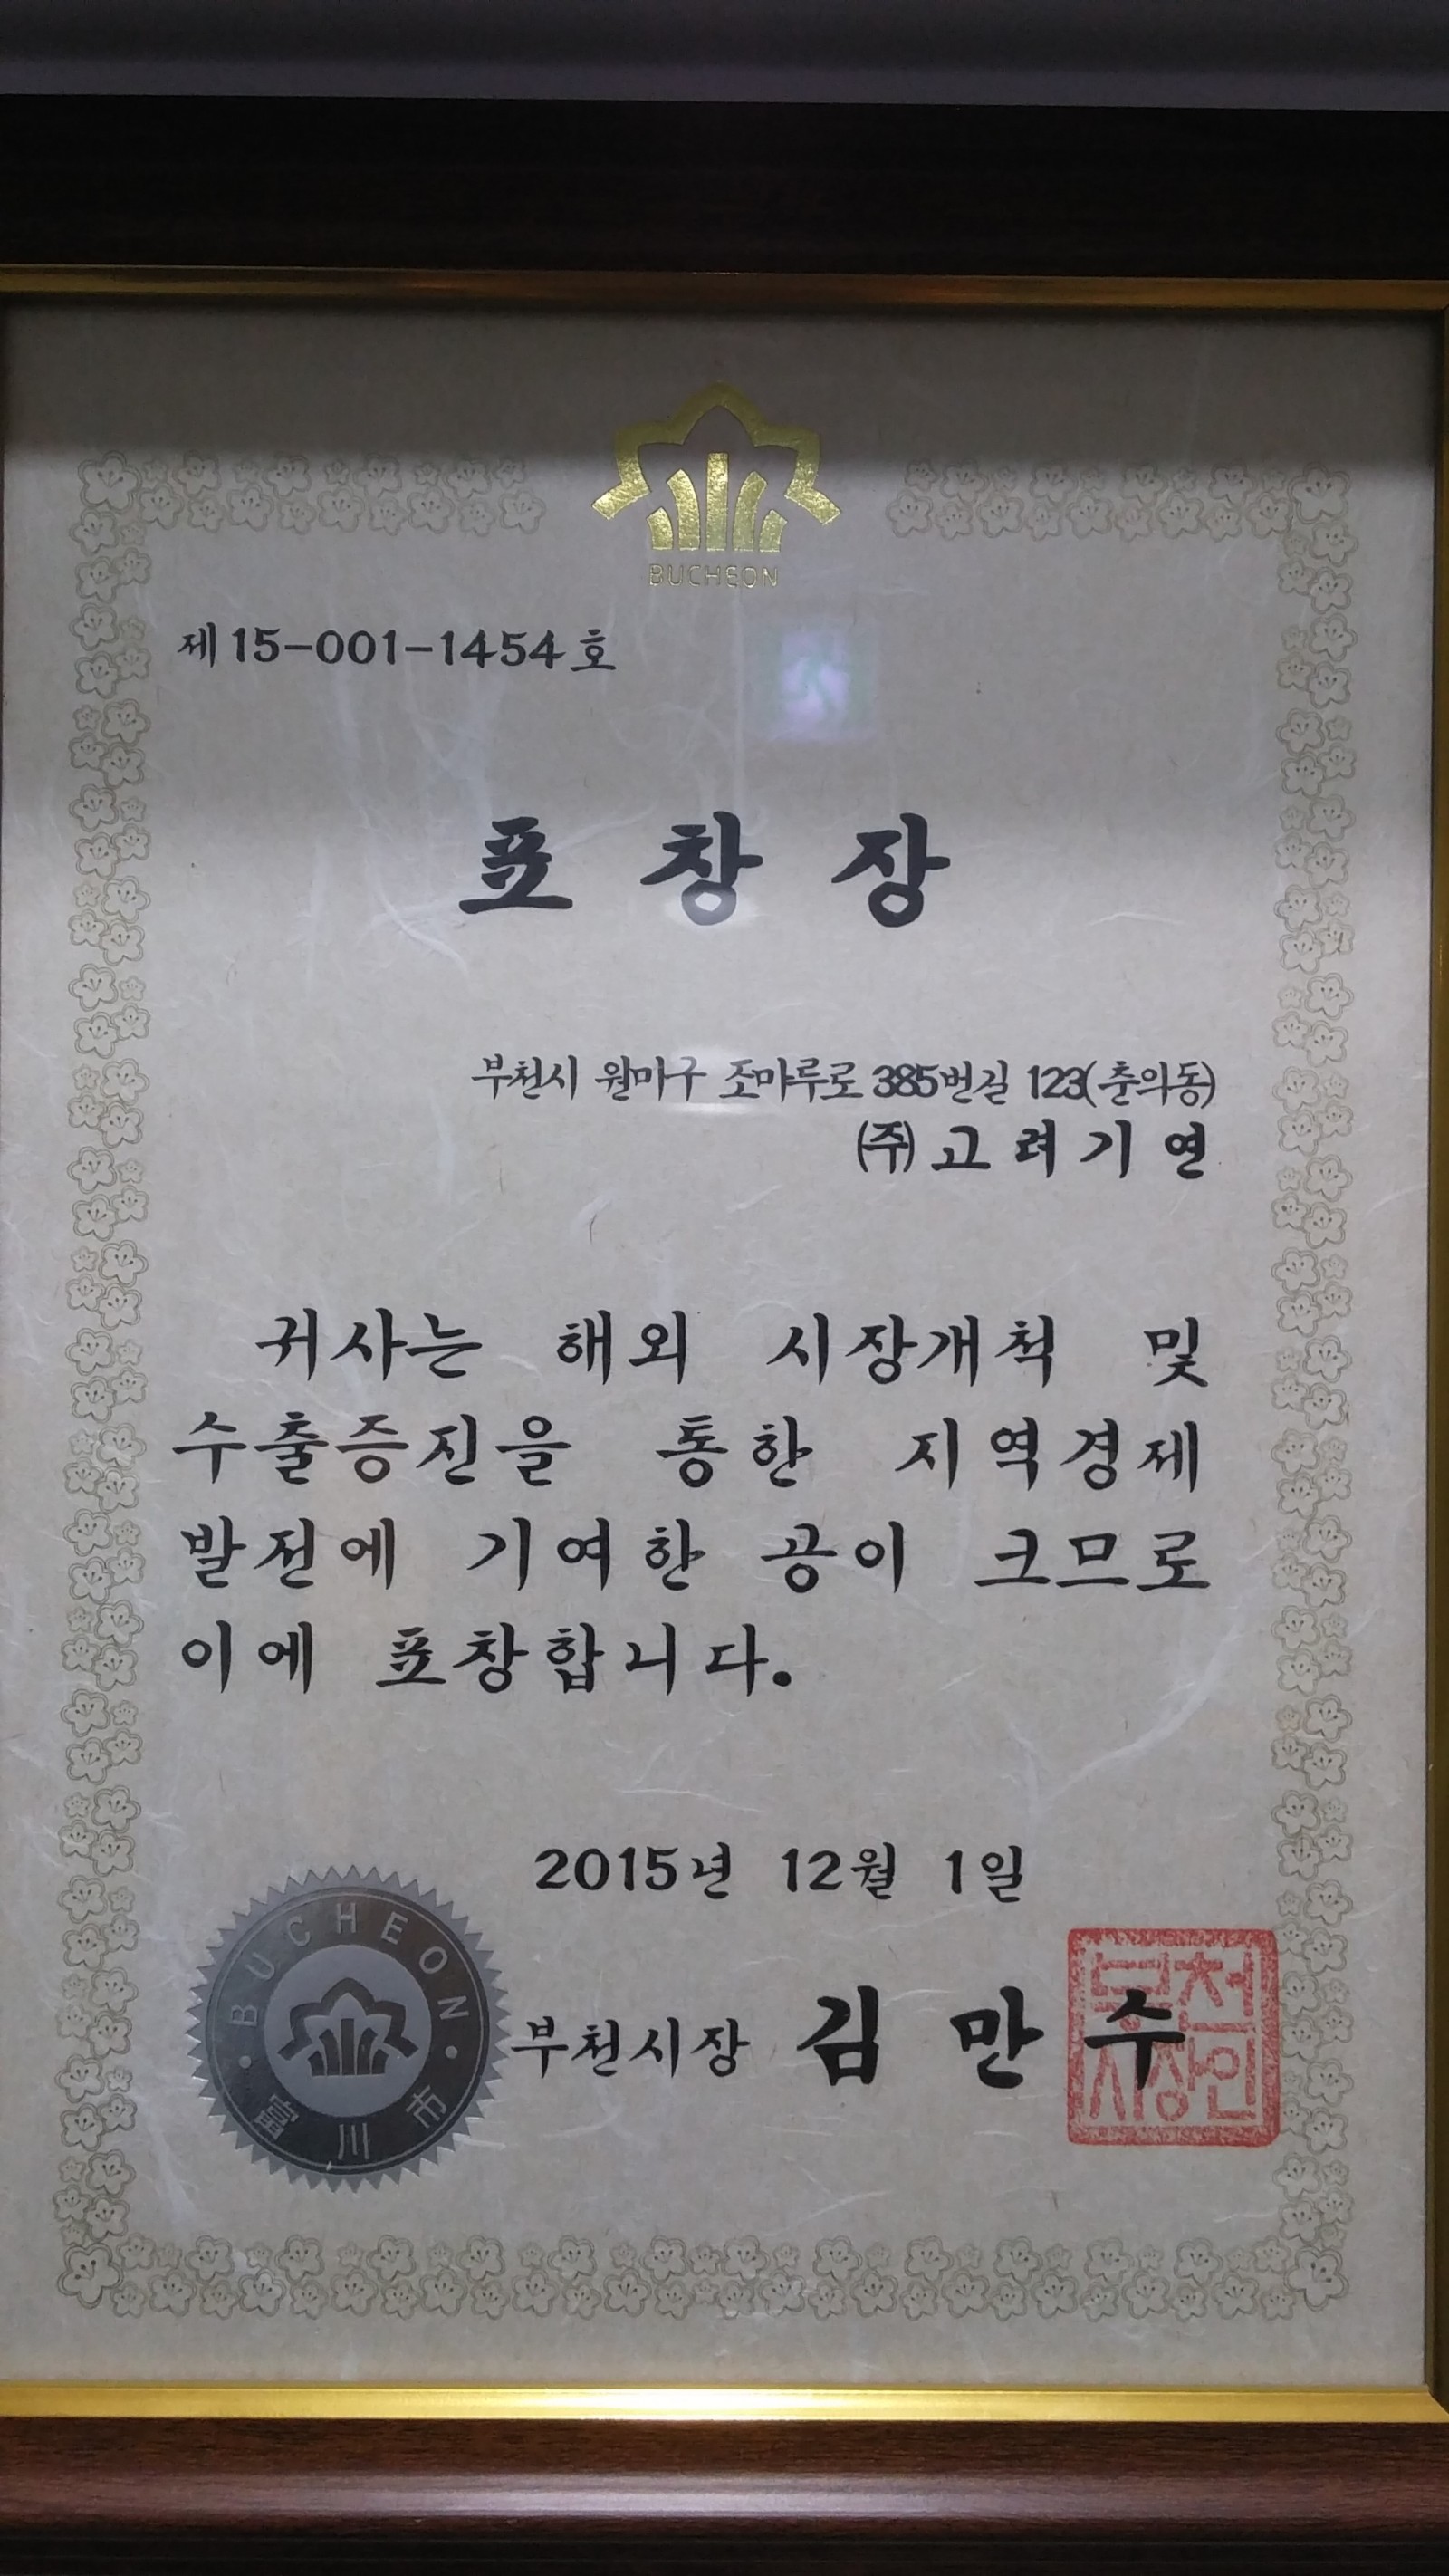 BUCHEON
제 15-001-1454 호
표 창 장
부천시 원미구 조마루로 385번길 123(춘의동)
(주) 고 려 기 연
귀사는 해외 시장개척 및
수출증진을 통한 지역경제
발전에 기여한 공이 크므로
이에 표창합니다.
2015년 12월 1일
부천시장 김 만 수
부천
시장인
BUCHEON
富川市